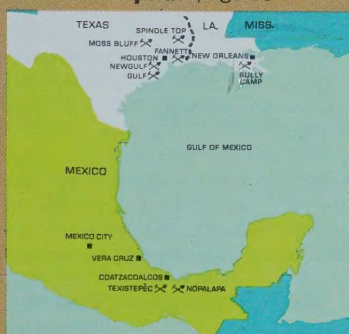 TEXAS
LA.
MISS.
SPINDLE TOP
MOSS BLUFF
FANNETT
HOUSTON
NEW ORLEANS
NEWGULF
GULF
BULLY
CAMP
GULF OF MEXICO
MEXICO
MEXICO CITY
VERA CRUZ
COATZACOALCOS
TEXISTEPEC
NOPALAPA